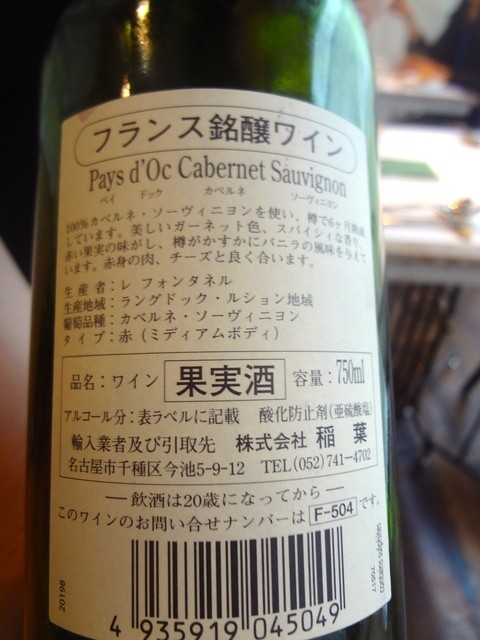 フランス銘醸ワイン
Pays d'Oc Cabernet Sauvignon
ペイ ドック カベルネ ソーヴィニヨン
100%カベルネ・ソーヴィニヨンを使い、樽で6ヶ月熟成
しています。美しいガーネット色、スパイシィな香り、
赤い果実の味がし、樽がかすかにバニラの風味を与えて
います。赤身の肉、チーズと良く合います。
生産者：レ フォンタネル
生産地域：ラングドック・ルション地域
葡萄品種：カベルネ・ソーヴィニヨン
タイプ：赤（ミディアムボディ）
品名：ワイン 果実酒 容量：750ml
アルコール分：表ラベルに記載 酸化防止剤(亜硫酸塩)
輸入業者及び引取先 株式会社 稲葉
名古屋市千種区今池5-9-12 TEL(052)741-4702
―飲酒は20歳になってから―
このワインのお問い合せナンバーは F-504 です。
20198
contains sulphites
70517
4 935919 045049